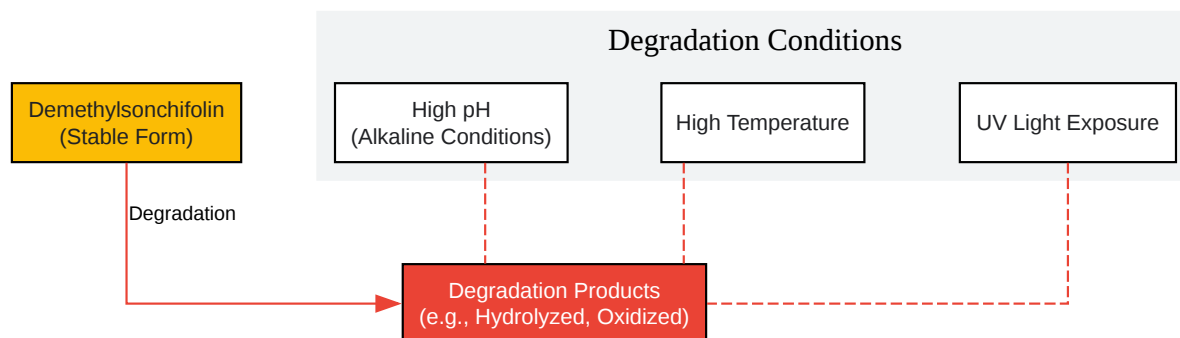 Degradation Conditions
Demethylsonchifolin
(Stable Form)
High pH
(Alkaline Conditions)
High Temperature
UV Light Exposure
Degradation
Degradation Products
(e.g., Hydrolyzed, Oxidized)